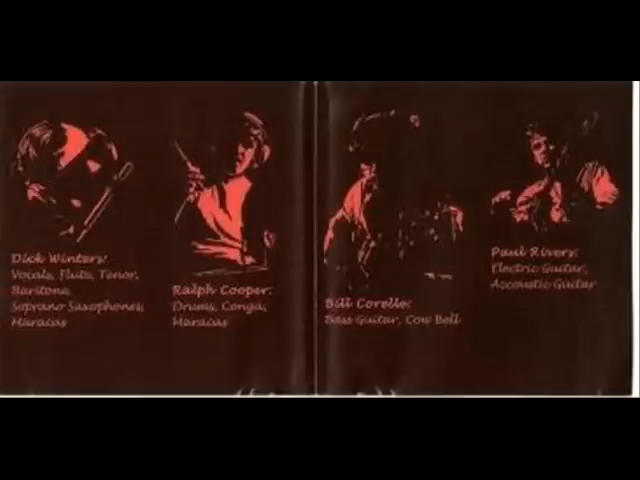 Dick Winters:
Vocals, Flute, Tenor,
Baritone,
Soprano Saxophones,
Maracas
Ralph Cooper:
Drums, Conga,
Maracas
Bill Corelle:
Bass Guitar, Cow Bell
Paul Rivers:
Electric Guitar,
Accoustic Guitar